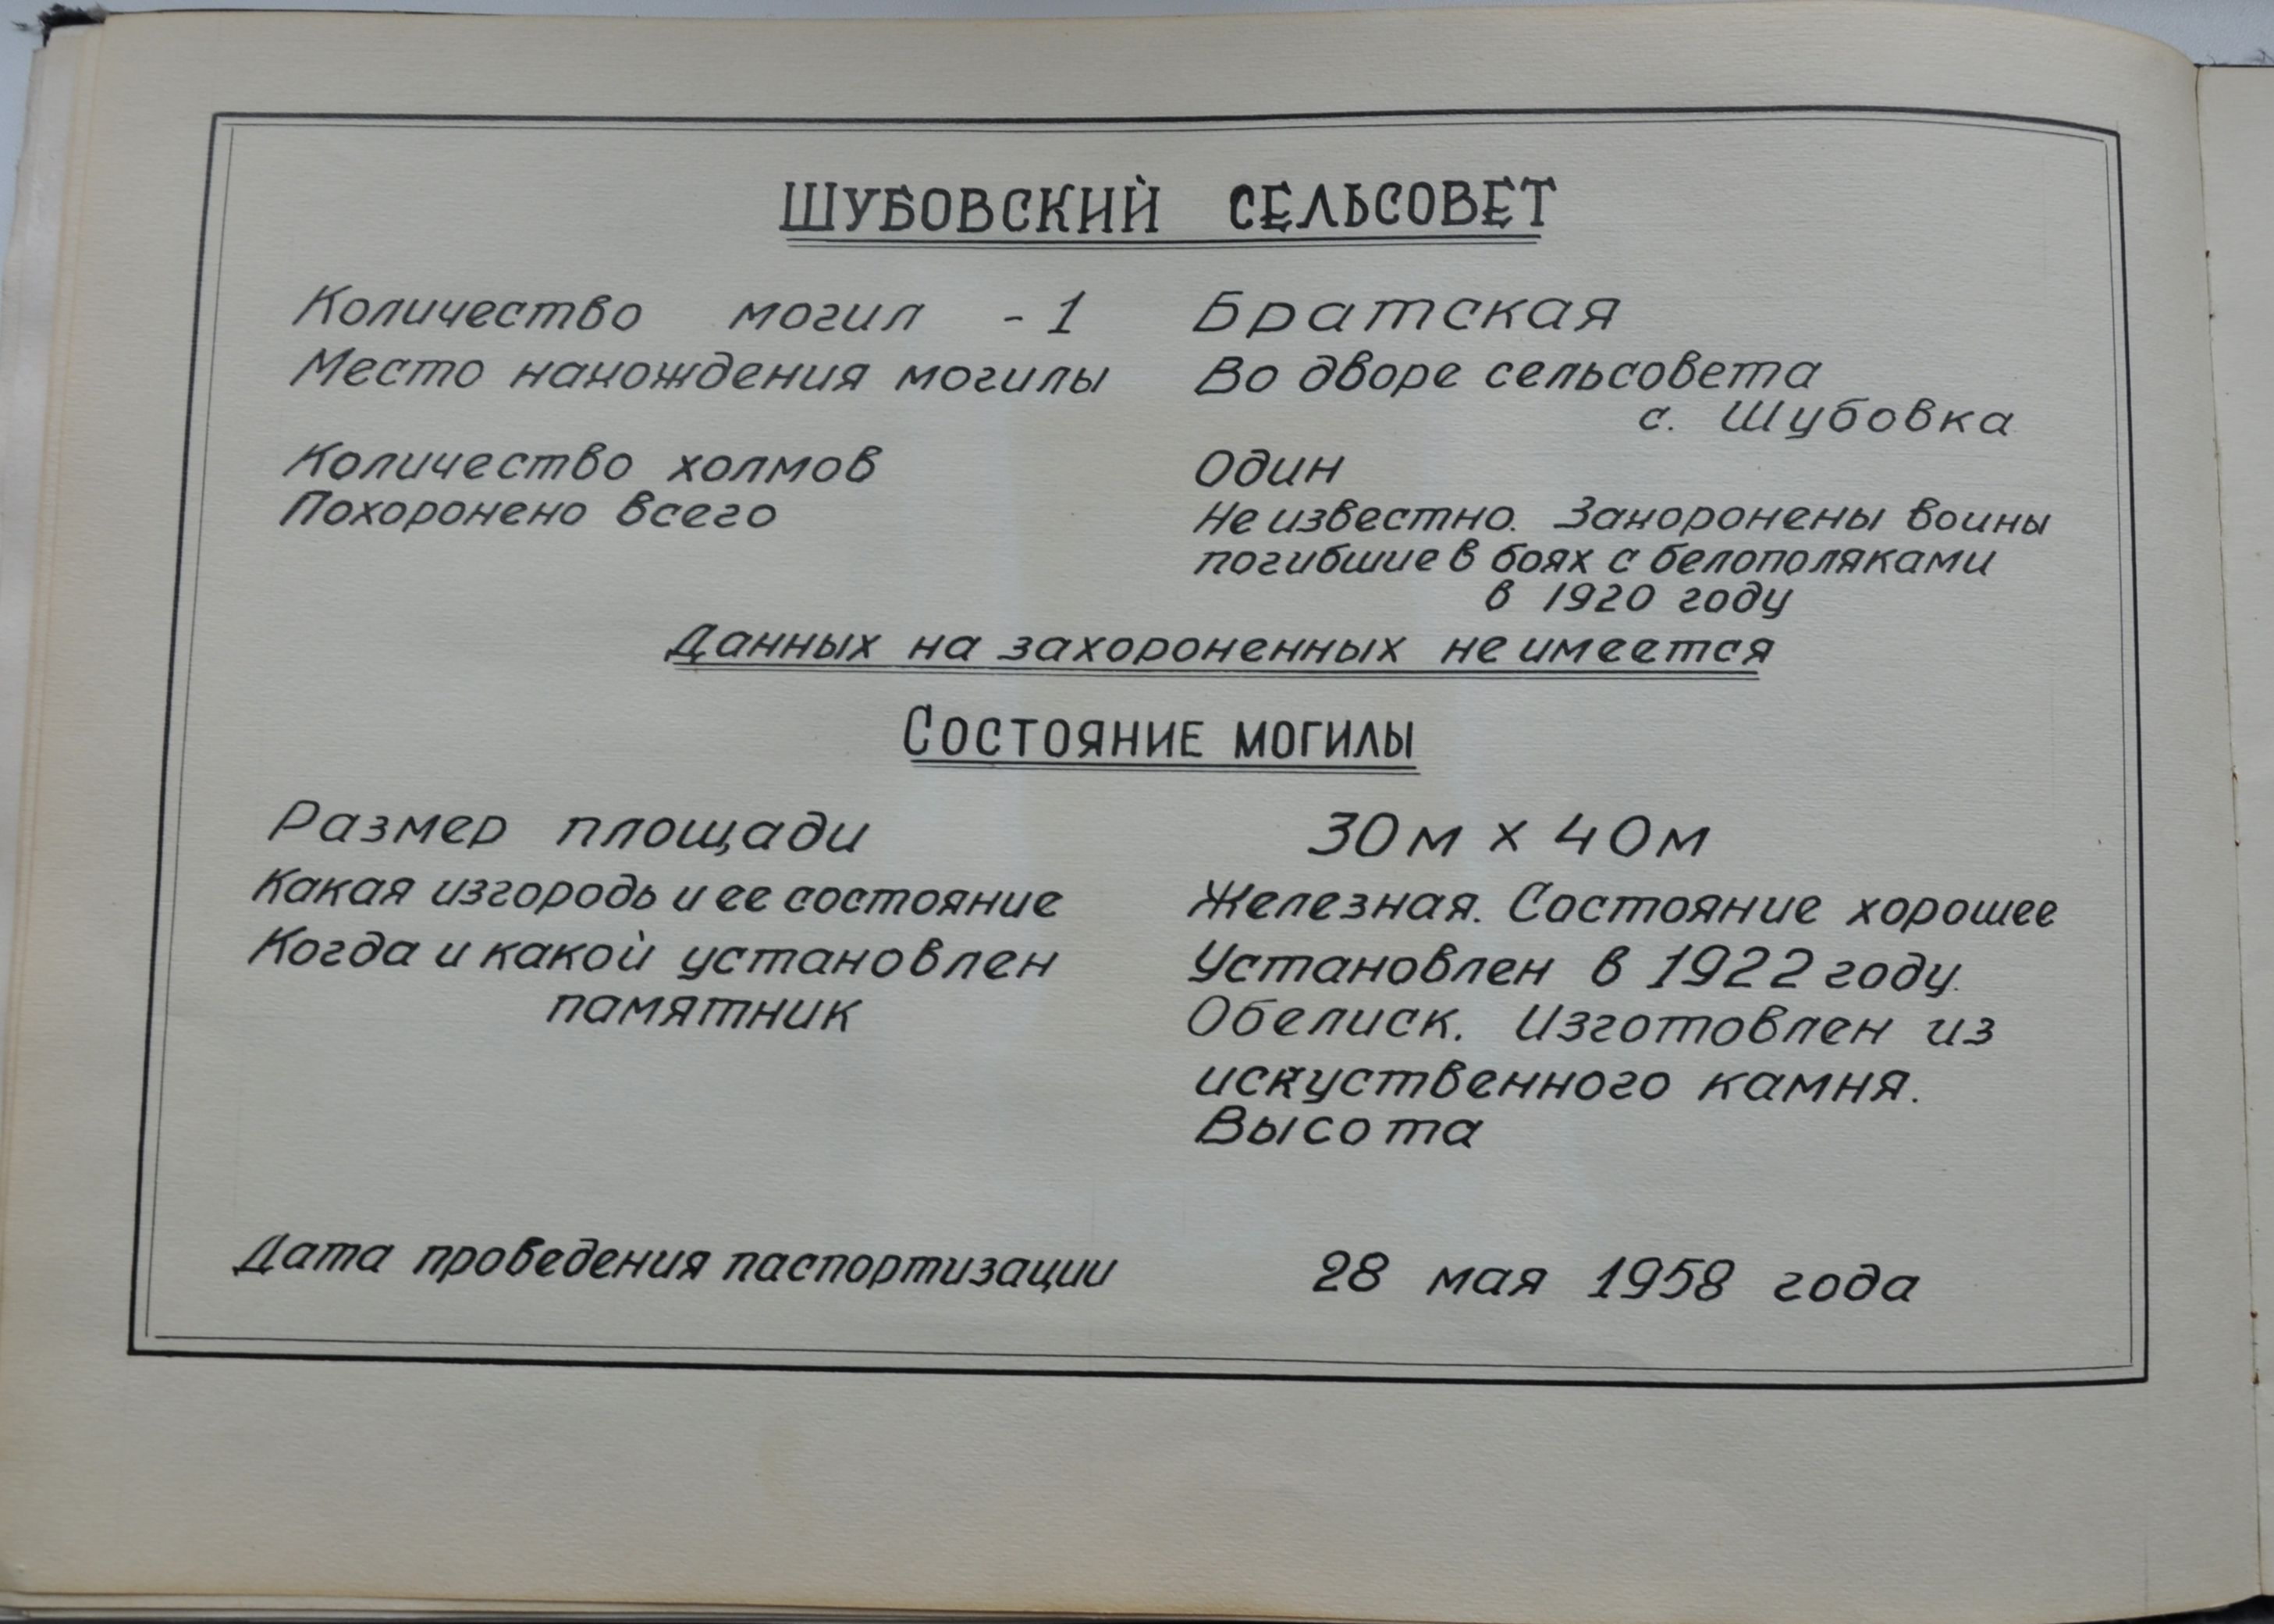 ШУБОВСКИЙ СЕЛЬСОВЕТ
Количество могил - 1 Братская
Место нахождения могилы Во дворе сельсовета
с. Шубовка
Количество холмов Один
Похоронено всего Не известно. Захоронены воины
погибшие в боях с белополяками
в 1920 году
Данных на захороненных не имеется
Состояние могилы
Размер площади 30м х 40м
Какая изгородь и ее состояние Железная. Состояние хорошее
Когда и какой установлен Установлен в 1922 году.
памятник Обелиск. Изготовлен из
искуственного камня.
Высота
Дата проведения паспортизации 28 мая 1958 года